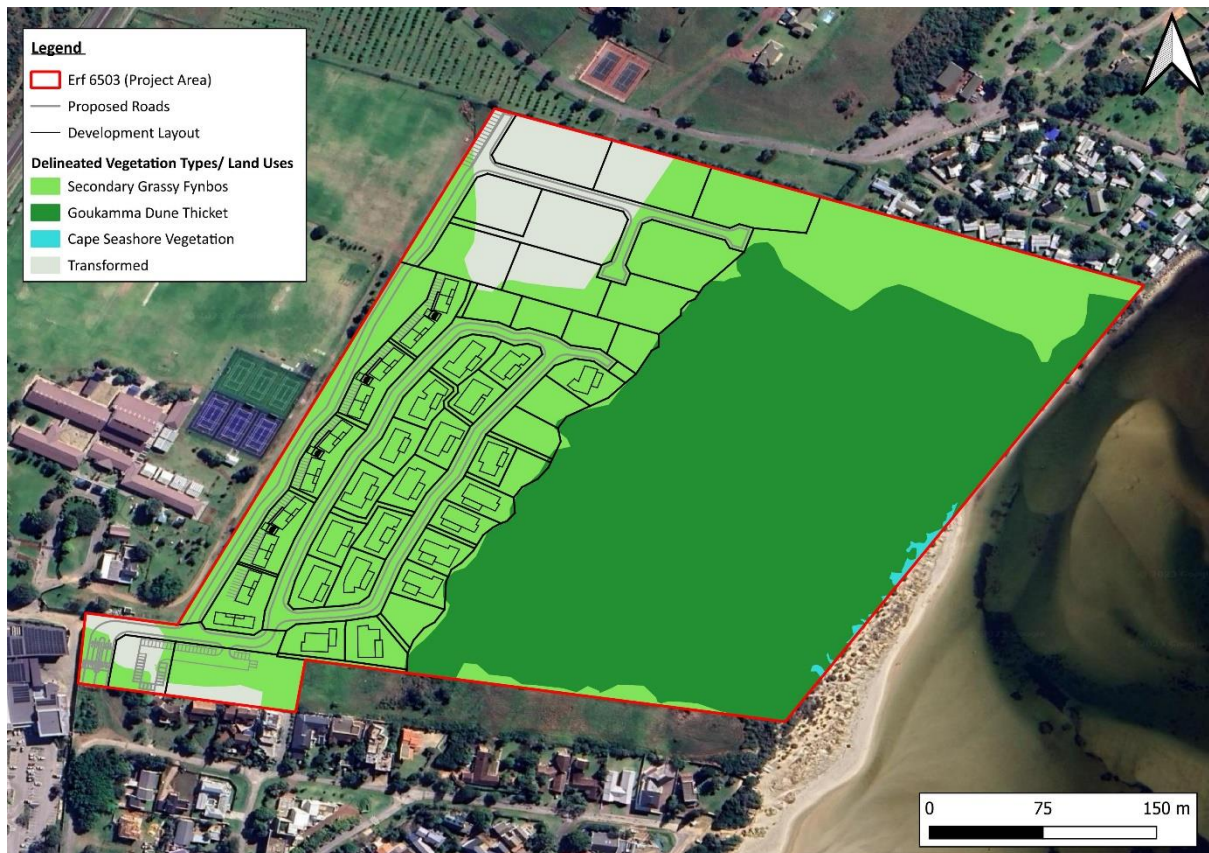 Legend
Erf 6503 (Project Area)
Proposed Roads
Development Layout
Delineated Vegetation Types/ Land Uses
Secondary Grassy Fynbos
Goukamma Dune Thicket
Cape Seashore Vegetation
Transformed
0 75 150 m